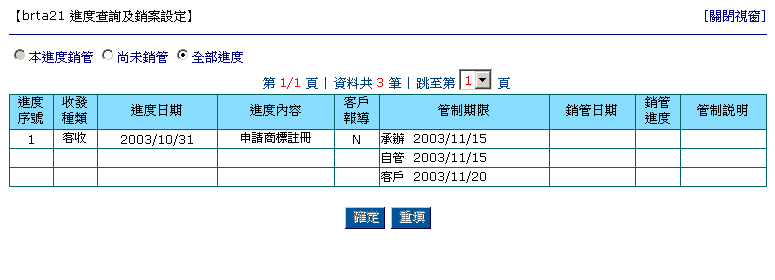 【brta21 進度查詢及銷案設定】 [關閉視窗]
本進度銷管 尚未銷管 全部進度
第 1/1 頁 | 資料共 3 筆 | 跳至第 1 頁
進度序號 收發種類 進度日期 進度內容 客戶報導 管制期限 銷管日期 銷管進度 管制說明
1 客收 2003/10/31 申請商標註冊 N 承辦 2003/11/15
自管 2003/11/15
客戶 2003/11/20
確定 重填